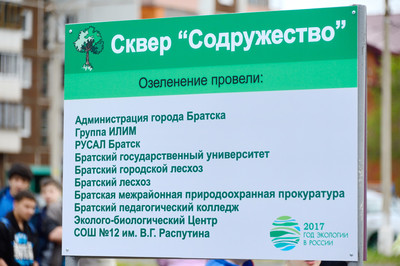 Сквер "Содружество"
Озеленение провели:
Администрация города Братска
Группа ИЛИМ
РУСАЛ Братск
Братский государственный университет
Братский городской лесхоз
Братский лесхоз
Братская межрайонная природоохранная прокуратура
Братский педагогический колледж
Эколого-биологический Центр
СОШ №12 им. В.Г. Распутина
2017
ГОД ЭКОЛОГИИ
В РОССИИ